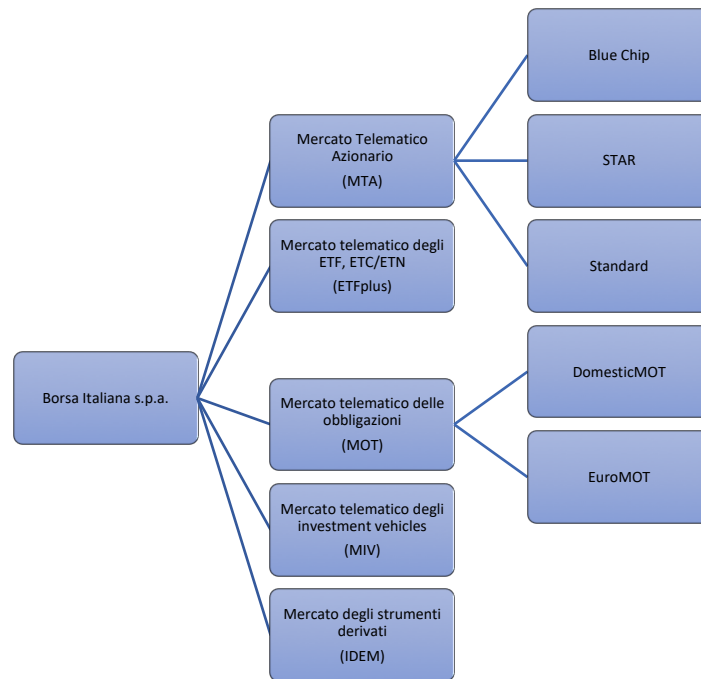 Borsa Italiana s.p.a.
Mercato Telematico
Azionario
(MTA)
Blue Chip
STAR
Standard
Mercato telematico degli
ETF, ETC/ETN
(ETFplus)
Mercato telematico delle
obbligazioni
(MOT)
DomesticMOT
EuroMOT
Mercato telematico degli
investment vehicles
(MIV)
Mercato degli strumenti
derivati
(IDEM)